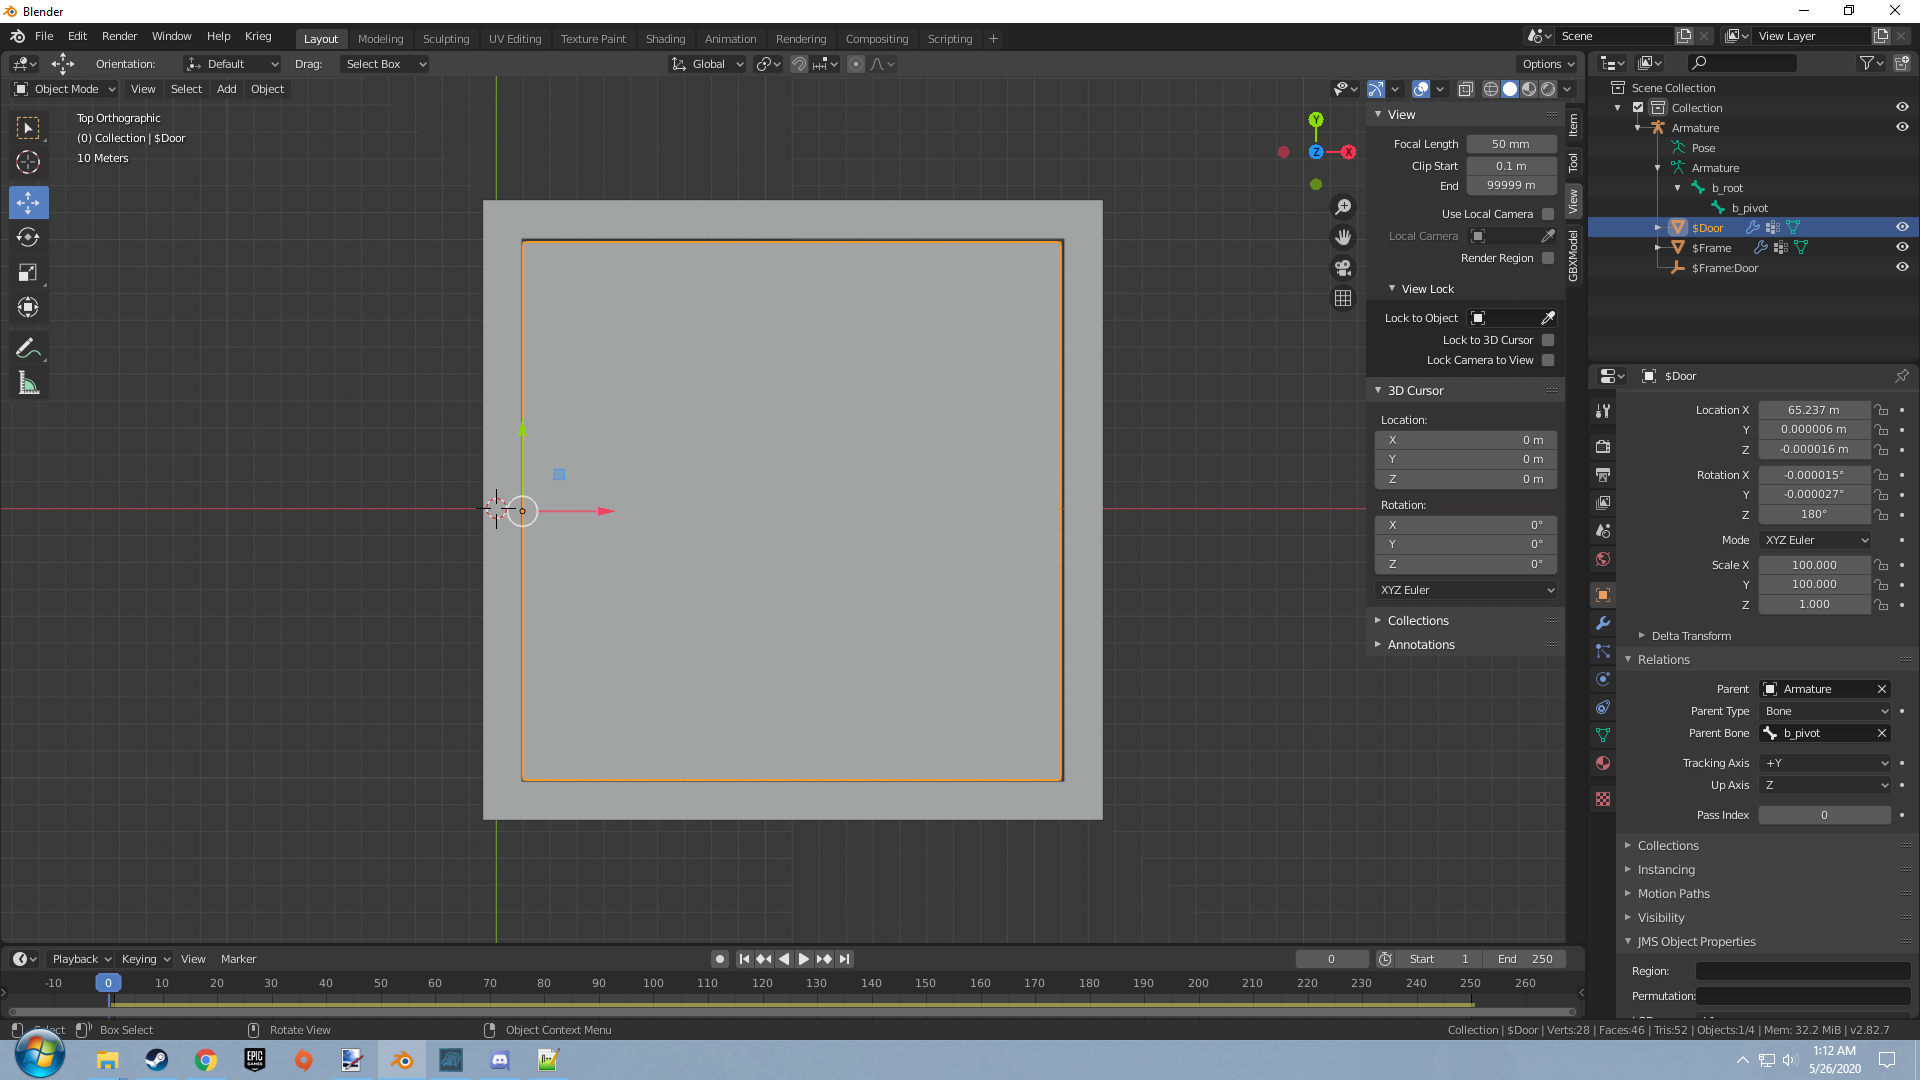 Blender
File Edit Render Window Help Krieg Layout Modeling Sculpting UV Editing Texture Paint Shading Animation Rendering Compositing Scripting + Scene View Layer
Orientation: Default Drag: Select Box Global Options
Object Mode View Select Add Object
Top Orthographic
(0) Collection | $Door
10 Meters
Y
Z
X
View
Focal Length 50 mm
Clip Start 0.1 m
End 99999 m
Use Local Camera
Local Camera
Render Region
View Lock
Lock to Object
Lock to 3D Cursor
Lock Camera to View
3D Cursor
Location:
X 0 m
Y 0 m
Z 0 m
Rotation:
X 0°
Y 0°
Z 0°
XYZ Euler
Collections
Annotations
Item
Tool
View
GBXModel
Scene Collection
Collection
Armature
Pose
Armature
b_root
b_pivot
$Door
$Frame
$Frame:Door
$Door
Location X 65.237 m
Y 0.000006 m
Z -0.000016 m
Rotation X -0.000015°
Y -0.000027°
Z 180°
Mode XYZ Euler
Scale X 100.000
Y 100.000
Z 1.000
Delta Transform
Relations
Parent Armature
Parent Type Bone
Parent Bone b_pivot
Tracking Axis +Y
Up Axis Z
Pass Index 0
Collections
Instancing
Motion Paths
Visibility
JMS Object Properties
Region:
Permutation:
Playback Keying View Marker 0 Start 1 End 250
-10 0 10 20 30 40 50 60 70 80 90 100 110 120 130 140 150 160 170 180 190 200 210 220 230 240 250 260
Select Box Select Rotate View Object Context Menu Collection | $Door | Verts:28 | Faces:46 | Tris:52 | Objects:1/4 | Mem: 32.2 MiB | v2.82.7
EPIC GAMES
1:12 AM
5/26/2020